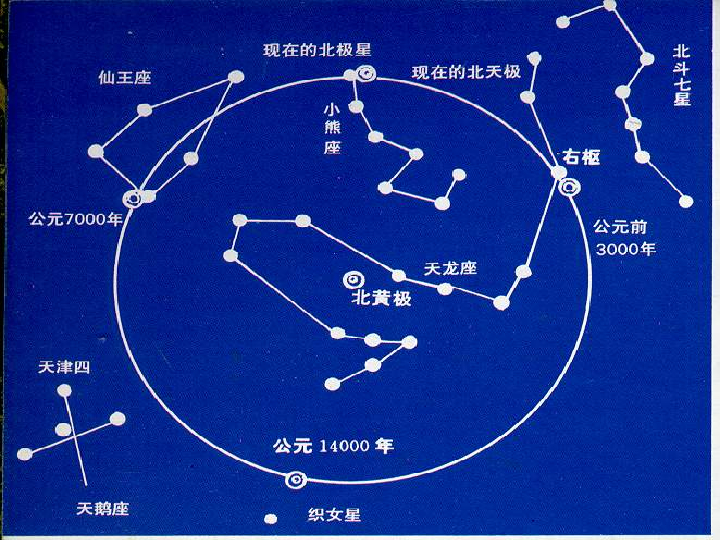 现在的北极星
现在的北天极
北斗七星
仙王座
小熊座
右枢
公元7000年
公元前
3000年
天龙座
北黄极
天津四
公元 14000 年
天鹅座
织女星